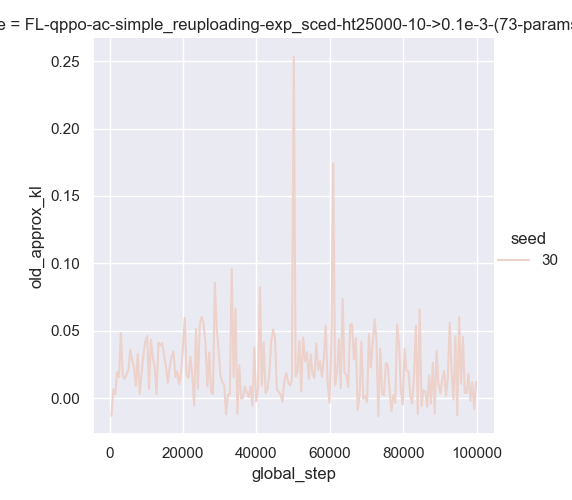 e = FL-qppo-ac-simple_reuploading-exp_sced-ht25000-10->0.1e-3-(73-params
0.25
0.20
0.15
0.10
0.05
0.00
old_approx_kl
0 20000 40000 60000 80000 100000
global_step
seed
30